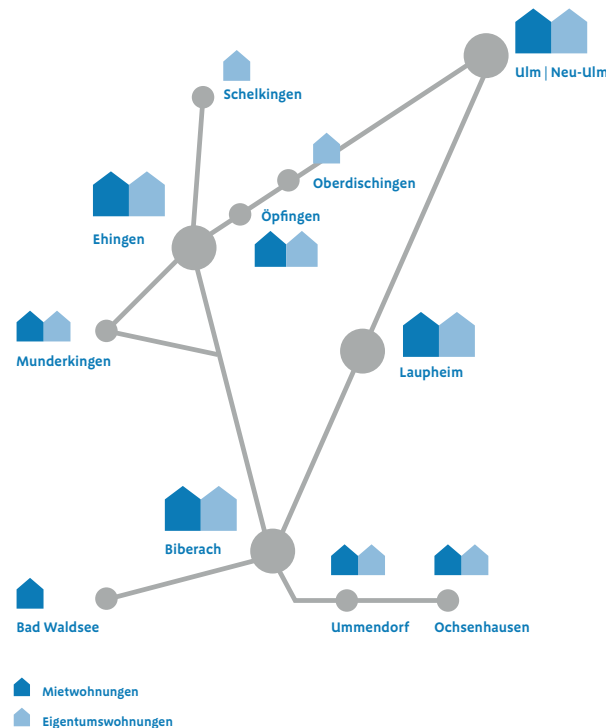 Ulm | Neu-Ulm
Schelkingen
Oberdischingen
Öpfingen
Ehingen
Munderkingen
Laupheim
Biberach
Bad Waldsee
Ummendorf
Ochsenhausen
Mietwohnungen
Eigentumswohnungen